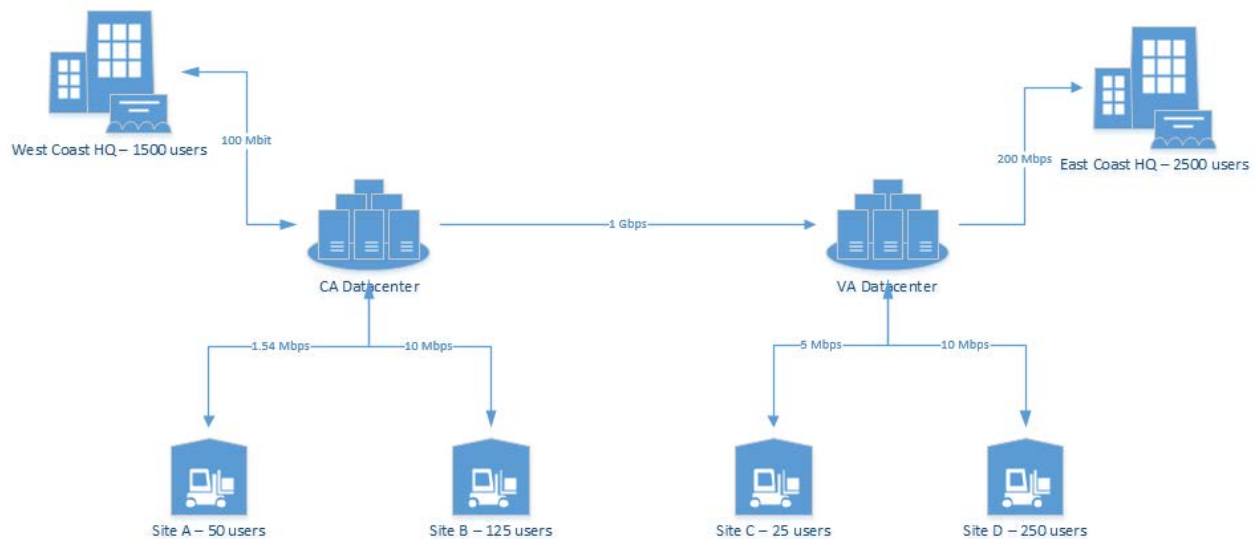 West Coast HQ – 1500 users
100 Mbit
200 Mbps
East Coast HQ – 2500 users
1 Gbps
CA Datacenter
VA Datacenter
1.54 Mbps
10 Mbps
5 Mbps
10 Mbps
Site A – 50 users
Site B – 125 users
Site C – 25 users
Site D – 250 users